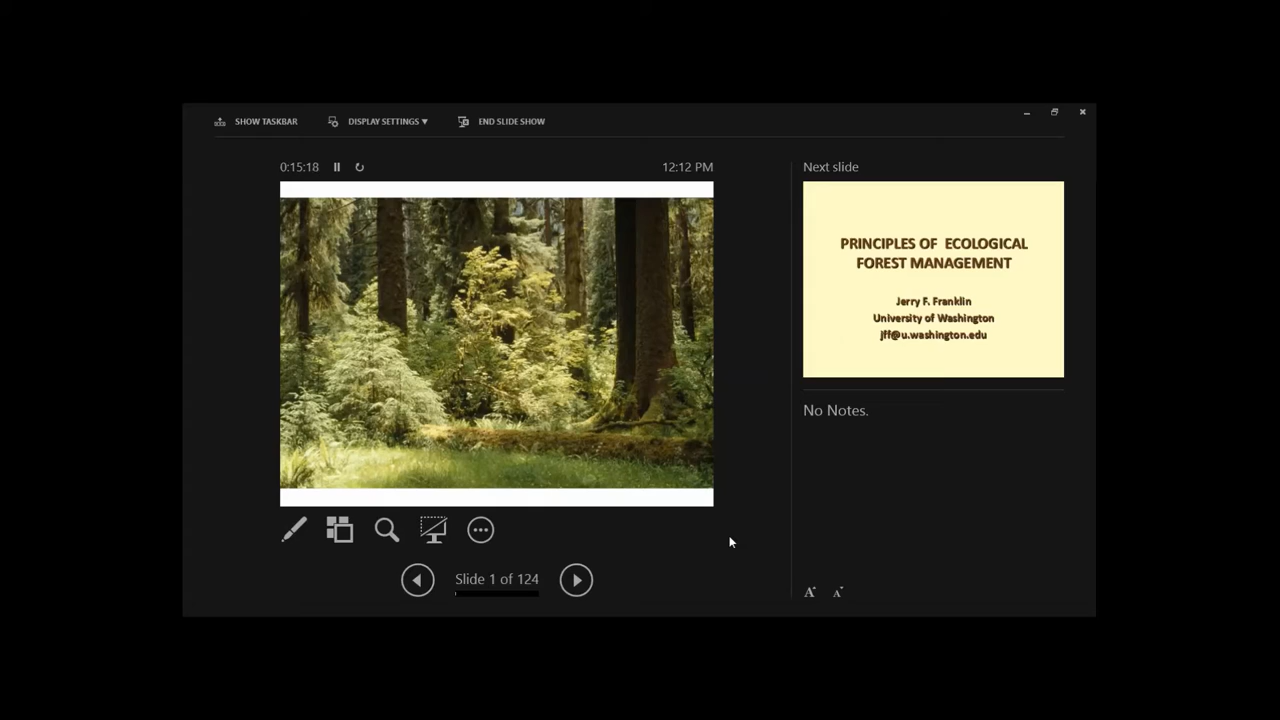 SHOW TASKBAR
DISPLAY SETTINGS ▼
END SLIDE SHOW
0:15:18
12:12 PM
Next slide
PRINCIPLES OF ECOLOGICAL
FOREST MANAGEMENT
Jerry F. Franklin
University of Washington
jff@u.washington.edu
No Notes.
Slide 1 of 124
A A